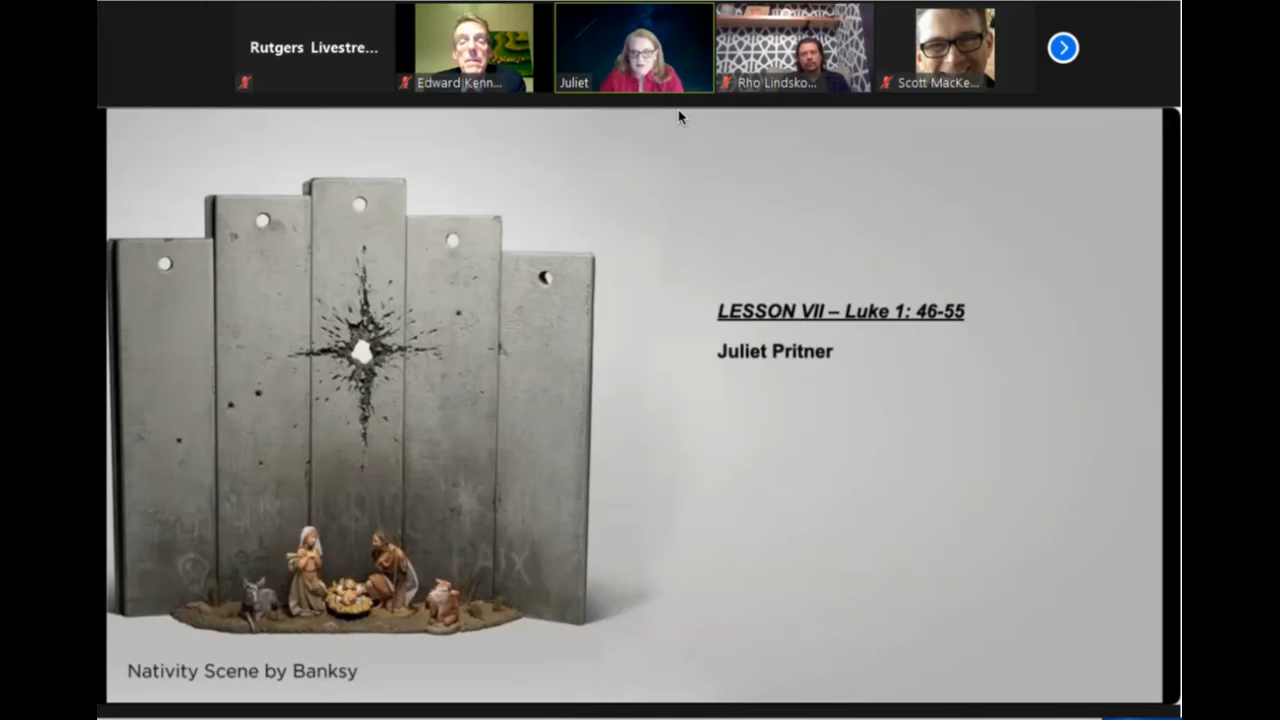 Rutgers Livestre...
Edward Kenn...
Juliet
Rho Lindsko...
Scott MacKe...
LESSON VII – Luke 1: 46-55
Juliet Pritner
PAIX
Nativity Scene by Banksy